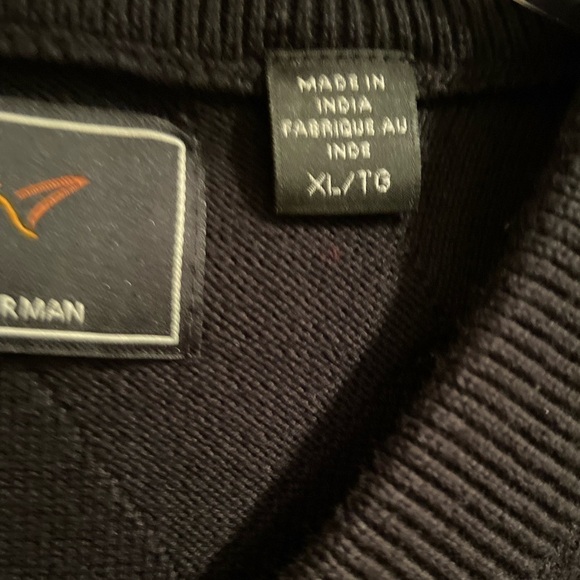 MADE IN
INDIA
FABRIQUE AU
INDE
XL/TG
RMAN